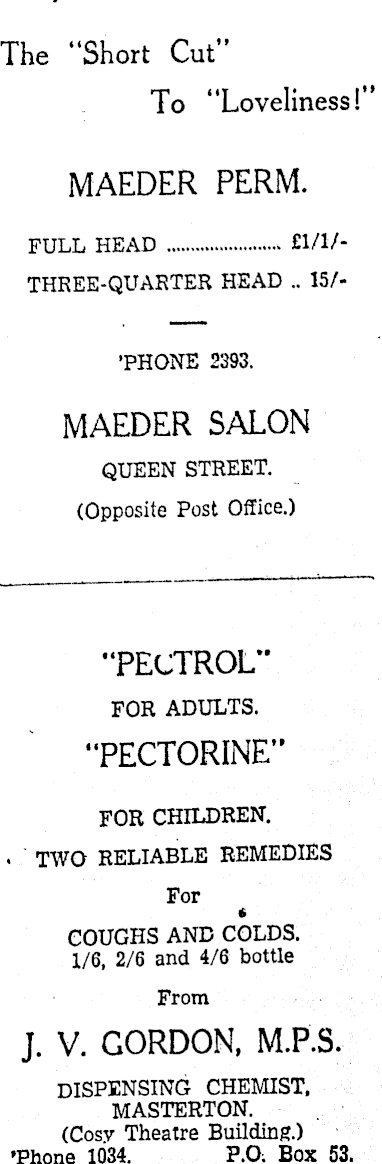 The "Short Cut"
To "Loveliness!"
MAEDER PERM.
FULL HEAD ........................ £1/1/-
THREE-QUARTER HEAD .. 15/-
'PHONE 2393.
MAEDER SALON
QUEEN STREET.
(Opposite Post Office.)
"PECTROL"
FOR ADULTS.
"PECTORINE"
FOR CHILDREN.
TWO RELIABLE REMEDIES
For
COUGHS AND COLDS.
1/6, 2/6 and 4/6 bottle
From
J. V. GORDON, M.P.S.
DISPENSING CHEMIST,
MASTERTON.
(Cosy Theatre Building.)
'Phone 1034. P.O. Box 53.